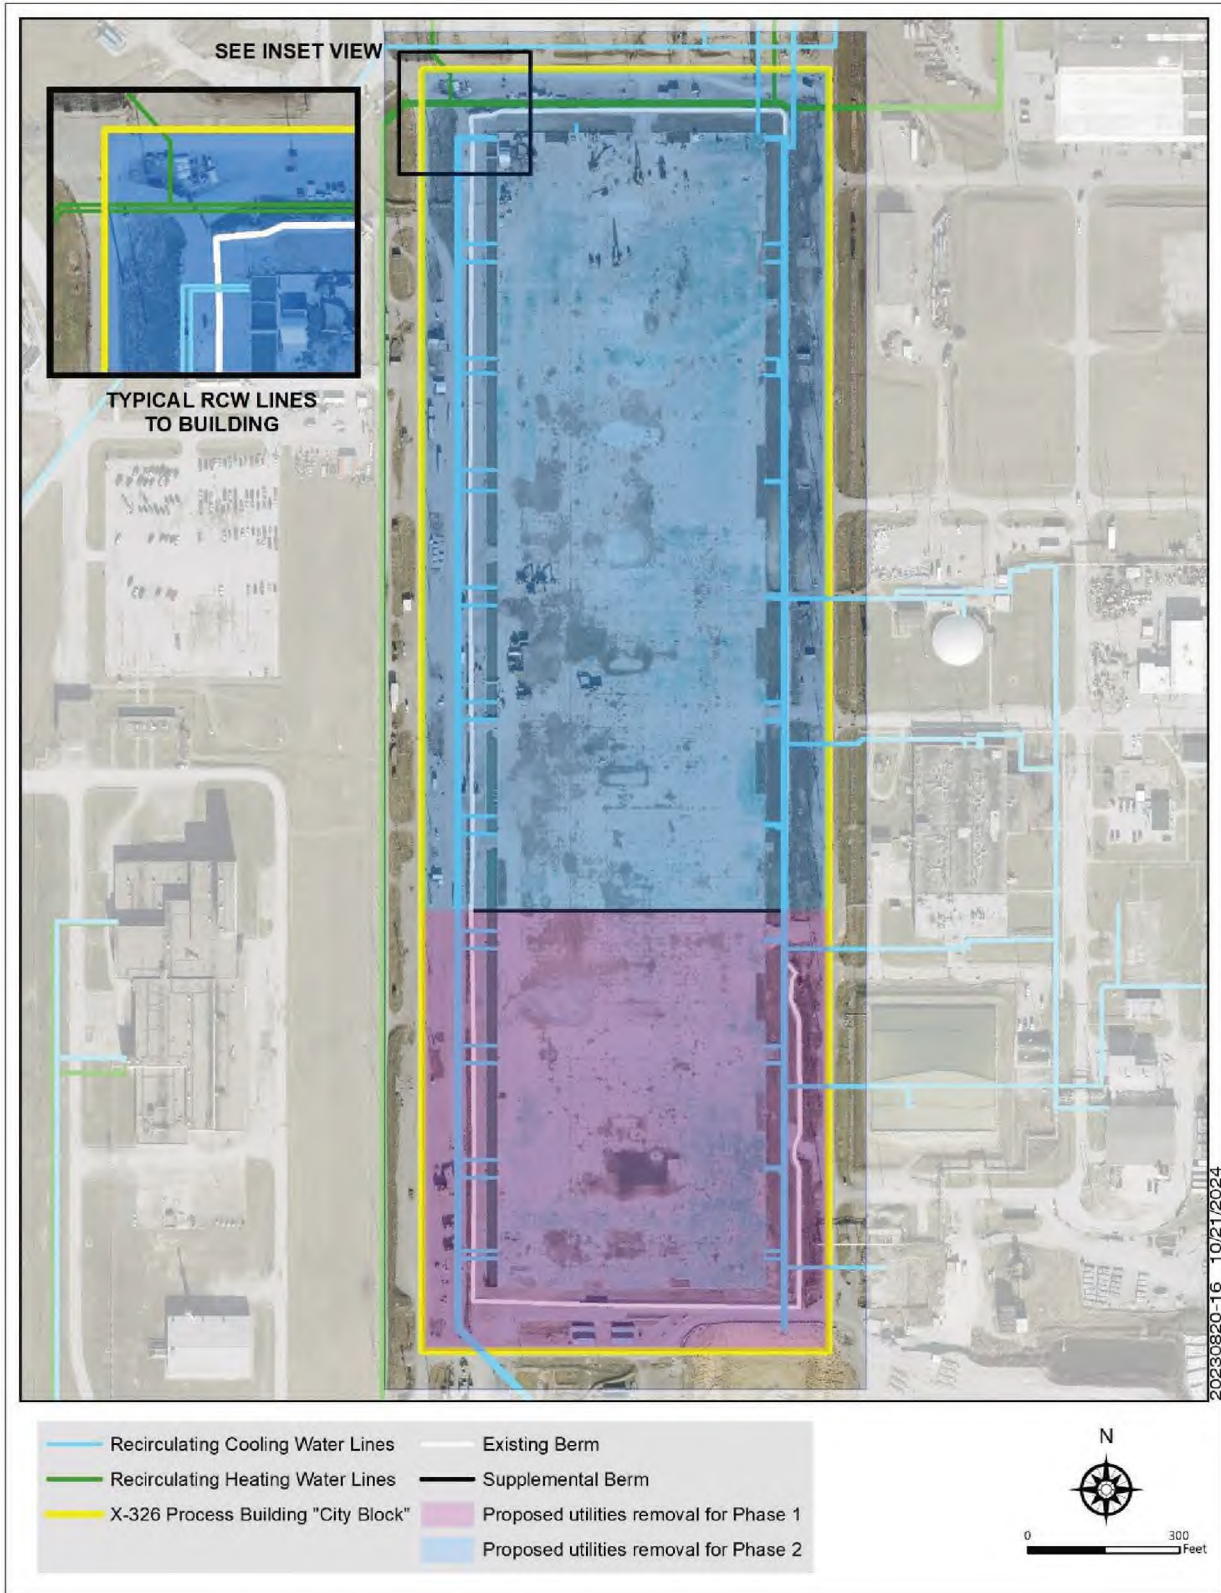 SEE INSET VIEW
TYPICAL RCW LINES
TO BUILDING
20230820-16 10/21/2024
Recirculating Cooling Water Lines
Recirculating Heating Water Lines
X-326 Process Building "City Block"
Existing Berm
Supplemental Berm
Proposed utilities removal for Phase 1
Proposed utilities removal for Phase 2
N
0 300
Feet